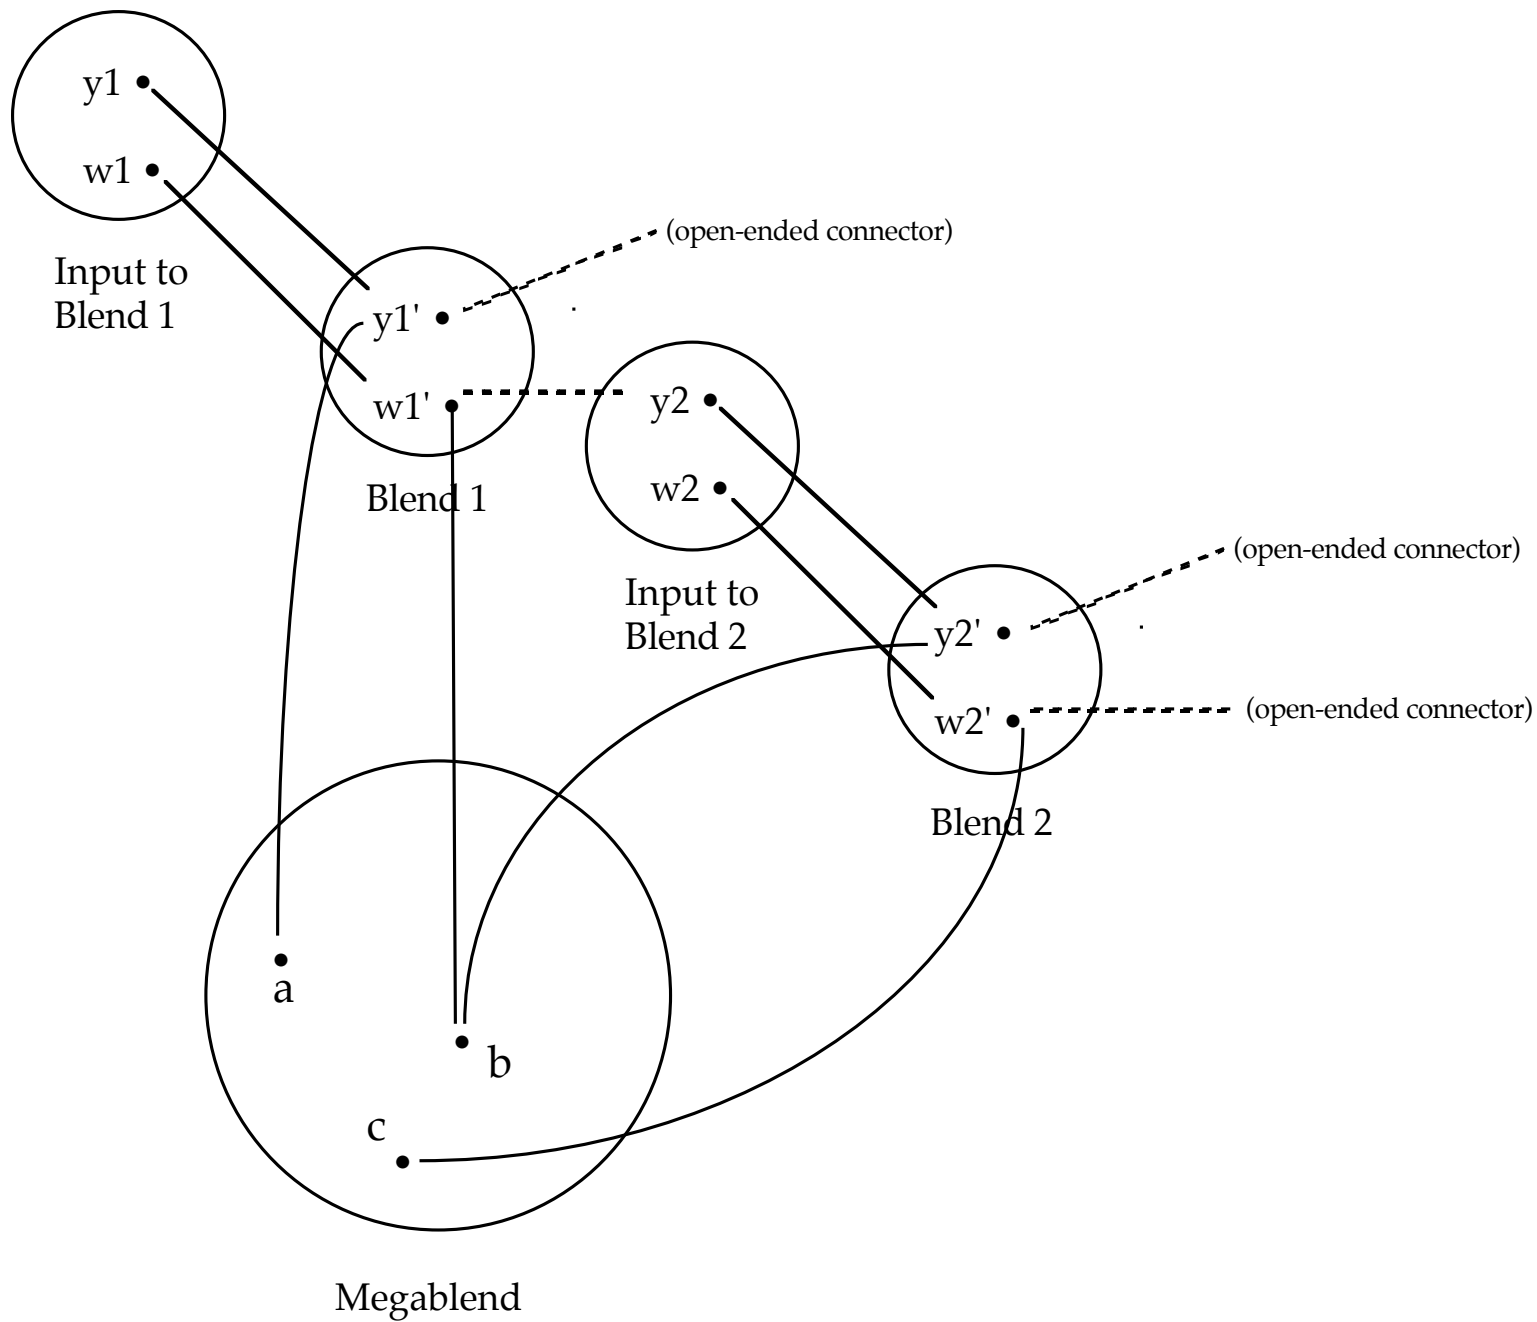 y1
w1
Input to
Blend 1
(open-ended connector)
y1'
w1'
Blend 1
y2
w2
Input to
Blend 2
(open-ended connector)
y2'
w2'
(open-ended connector)
Blend 2
a
b
c
Megablend